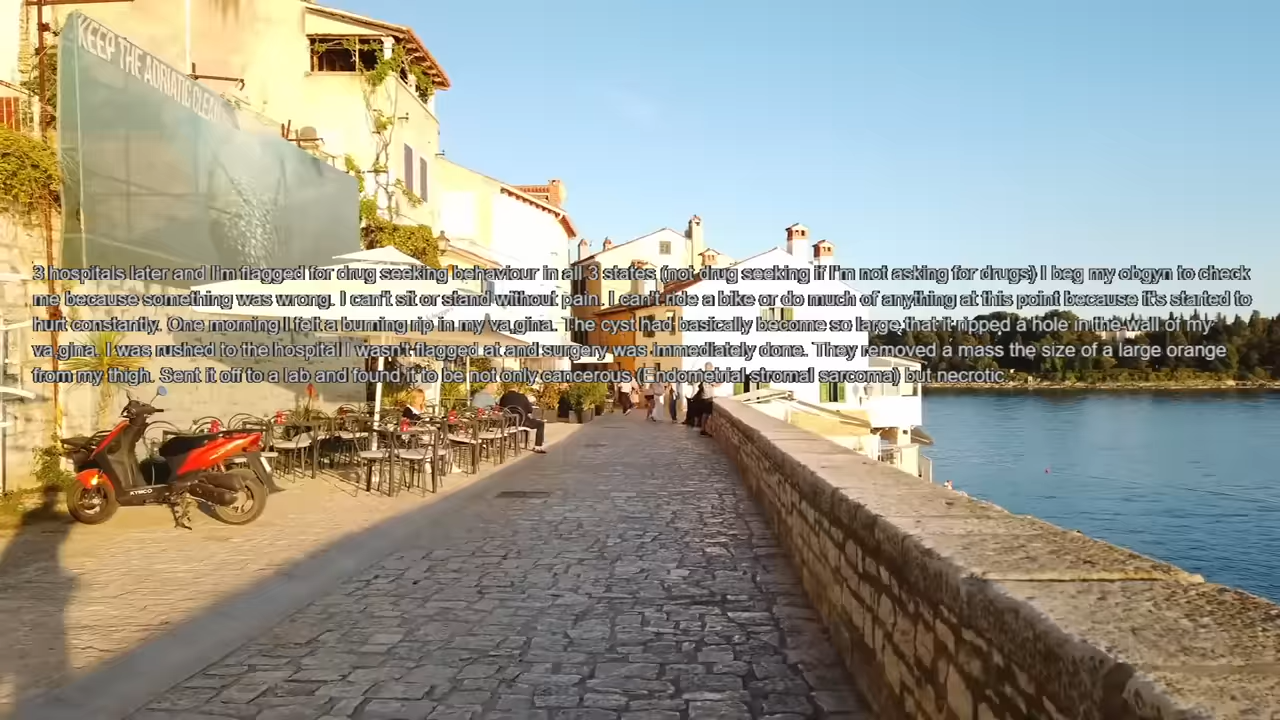 KEEP THE ADRIATIC CLEAN
3 hospitals later and I'm flagged for drug seeking behaviour in all 3 states (not drug seeking if I'm not asking for drugs) I beg my obgyn to check
me because something was wrong. I can't sit or stand without pain. I can't ride a bike or do much of anything at this point because it's started to
hurt constantly. One morning I felt a burning rip in my va,gina. The cyst had basically become so large that it ripped a hole in the wall of my
va,gina. I was rushed to the hospital I wasn't flagged at and surgery was immediately done. They removed a mass the size of a large orange
from my thigh. Sent it off to a lab and found it to be not only cancerous (Endometrial stromal sarcoma) but necrotic.
KYMCO